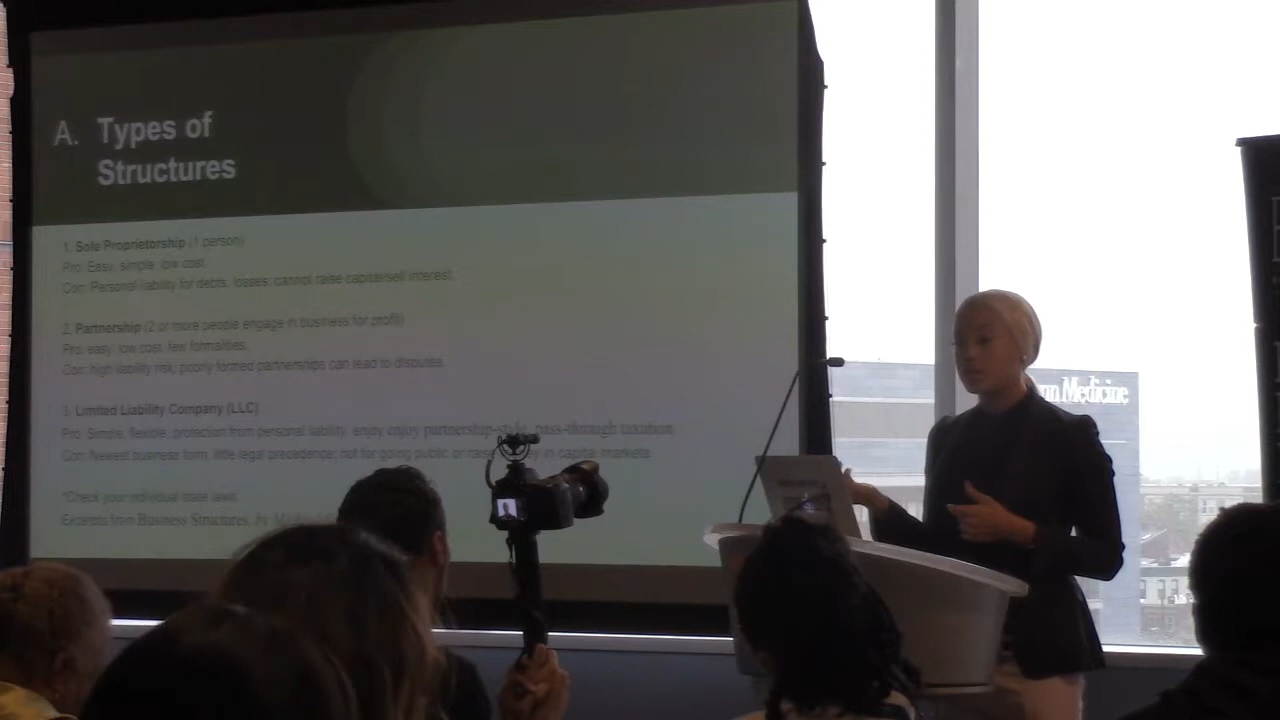 A. Types of
Structures
1. Sole Proprietorship (1 person)
Pro: Easy, simple, low cost.
Con: Personal liability for debts, losses; cannot raise capital/sell interest.
2. Partnership (2 or more people engage in business for profit)
Pro: easy, low cost, few formalities.
Con: high liability risk, poorly formed partnerships can lead to disputes.
3. Limited Liability Company (LLC)
Pro: Simple, flexible, protection from personal liability, enjoy enjoy partnership-style, pass-through taxation
Con: Newest business form, little legal precedence; not for going public or in capital markets
*Check your individual state laws.
Excerpts from Business Structures, by
Medicine